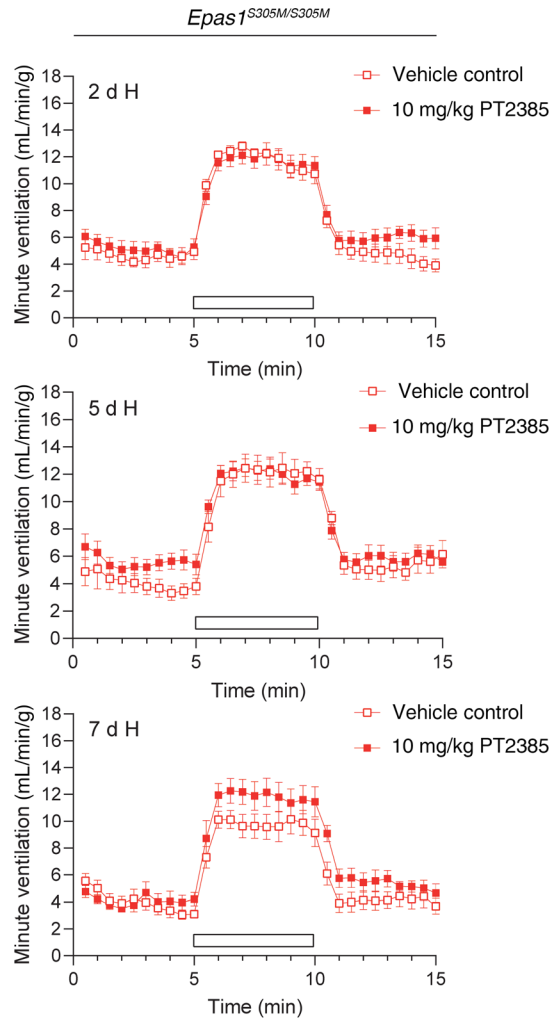 Epas1S305M/S305M
2 d H
Vehicle control
10 mg/kg PT2385
Minute ventilation (mL/min/g)
18
16
14
12
10
8
6
4
2
0
0 5 10 15
Time (min)
5 d H
Vehicle control
10 mg/kg PT2385
Minute ventilation (mL/min/g)
18
16
14
12
10
8
6
4
2
0
0 5 10 15
Time (min)
7 d H
Vehicle control
10 mg/kg PT2385
Minute ventilation (mL/min/g)
18
16
14
12
10
8
6
4
2
0
0 5 10 15
Time (min)